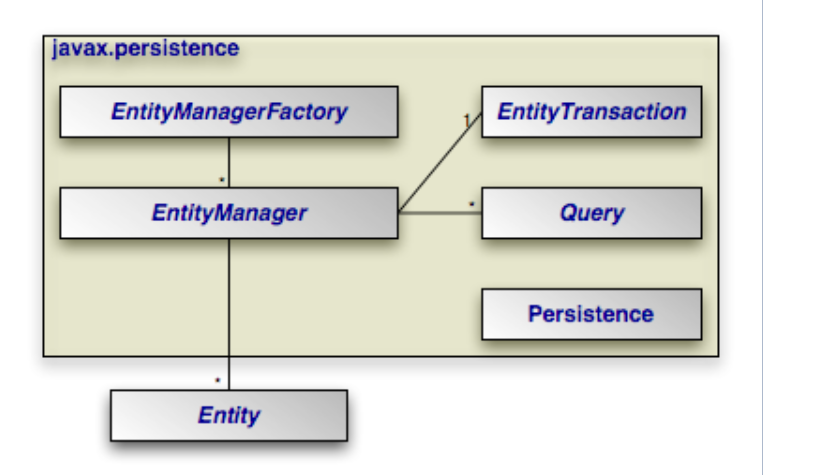 javax.persistence
EntityManagerFactory
EntityTransaction
1
*
EntityManager
*
Query
Persistence
*
Entity